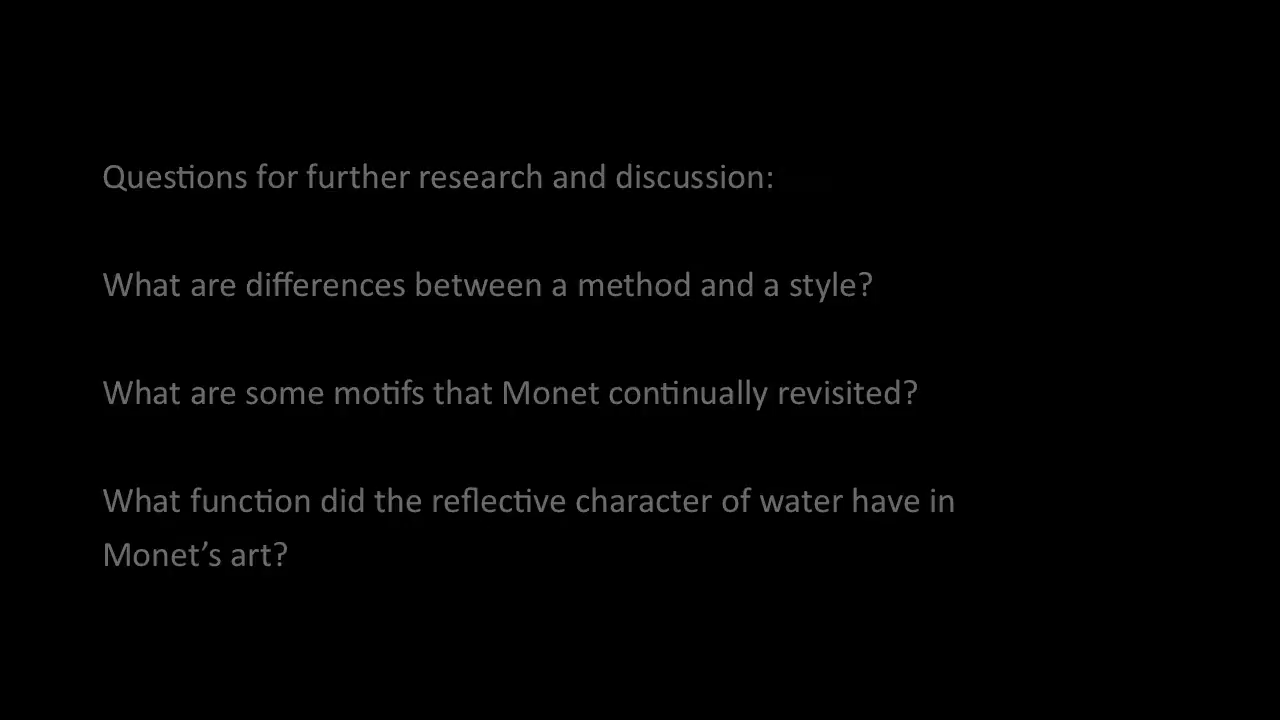 Questions for further research and discussion:
What are differences between a method and a style?
What are some motifs that Monet continually revisited?
What function did the reflective character of water have in
Monet’s art?